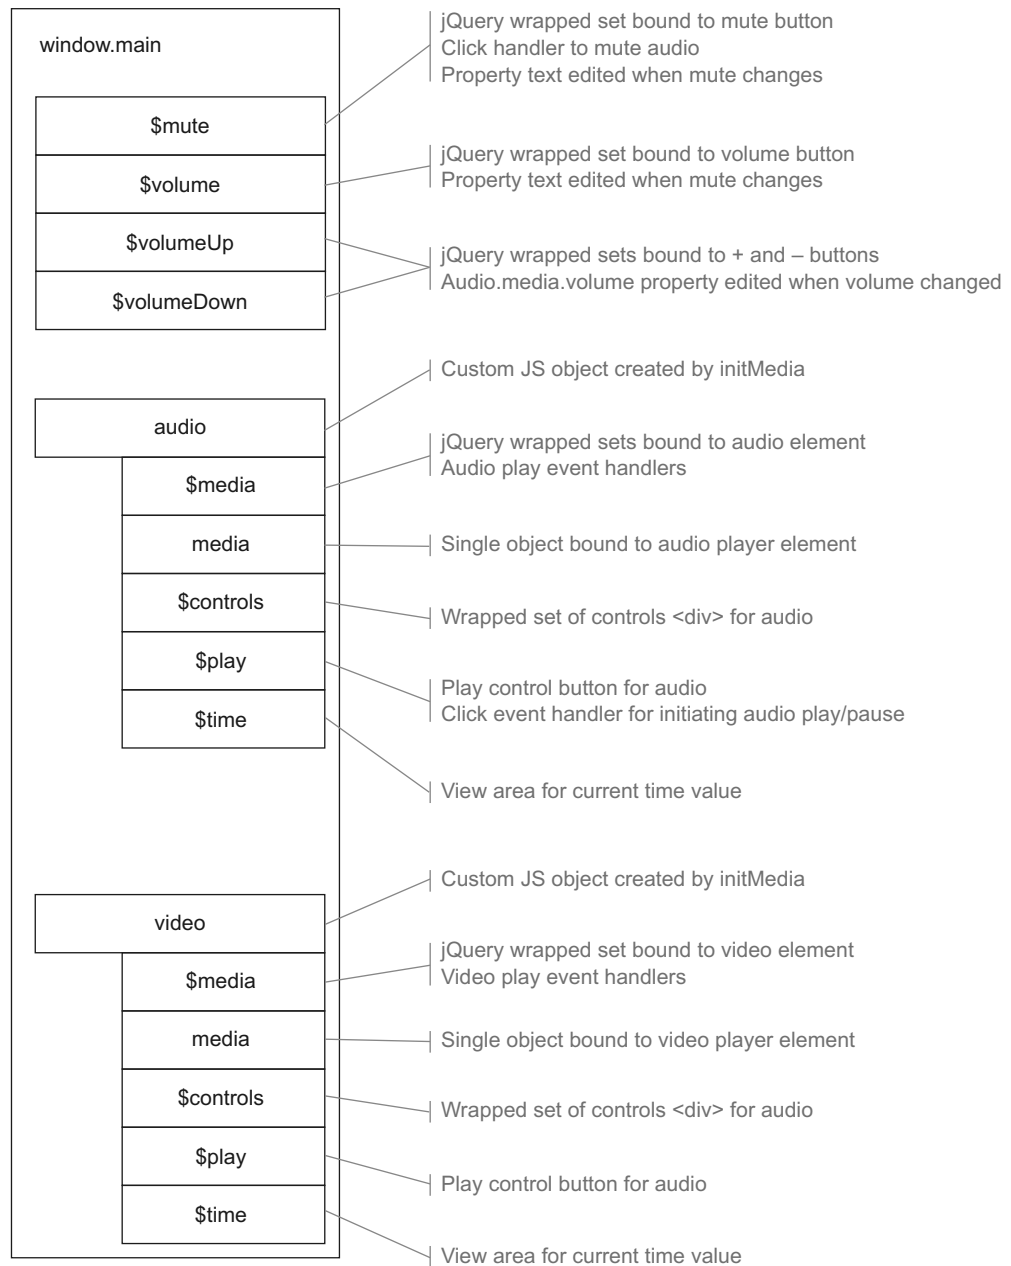 window.main
jQuery wrapped set bound to mute button
Click handler to mute audio
Property text edited when mute changes
$mute
jQuery wrapped set bound to volume button
Property text edited when mute changes
$volume
$volumeUp
jQuery wrapped sets bound to + and – buttons
Audio.media.volume property edited when volume changed
$volumeDown
Custom JS object created by initMedia
audio
jQuery wrapped sets bound to audio element
Audio play event handlers
$media
media
Single object bound to audio player element
$controls
Wrapped set of controls <div> for audio
$play
Play control button for audio
Click event handler for initiating audio play/pause
$time
View area for current time value
Custom JS object created by initMedia
video
jQuery wrapped set bound to video element
Video play event handlers
$media
media
Single object bound to video player element
$controls
Wrapped set of controls <div> for audio
$play
Play control button for audio
$time
View area for current time value